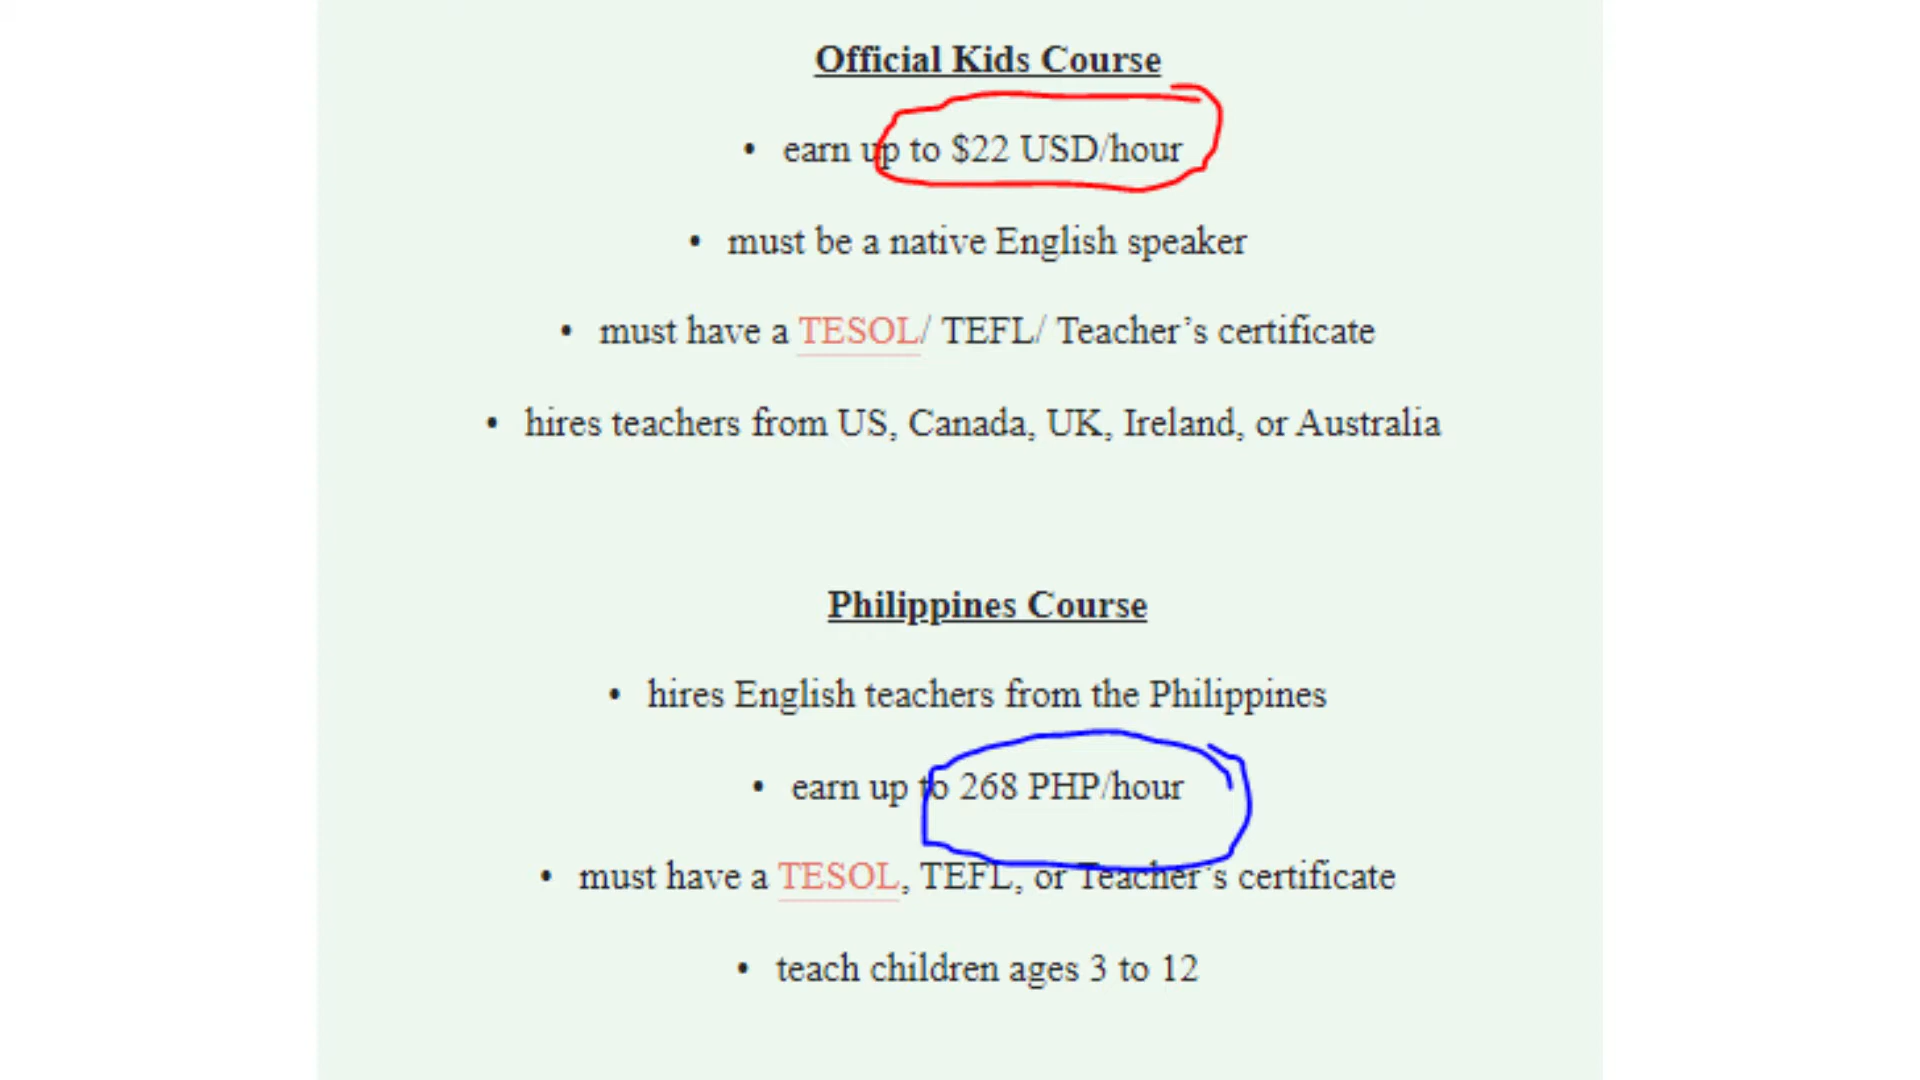 Official Kids Course
• earn up to $22 USD/hour
• must be a native English speaker
• must have a TESOL/ TEFL/ Teacher’s certificate
• hires teachers from US, Canada, UK, Ireland, or Australia
Philippines Course
• hires English teachers from the Philippines
• earn up to 268 PHP/hour
• must have a TESOL, TEFL, or Teacher’s certificate
• teach children ages 3 to 12